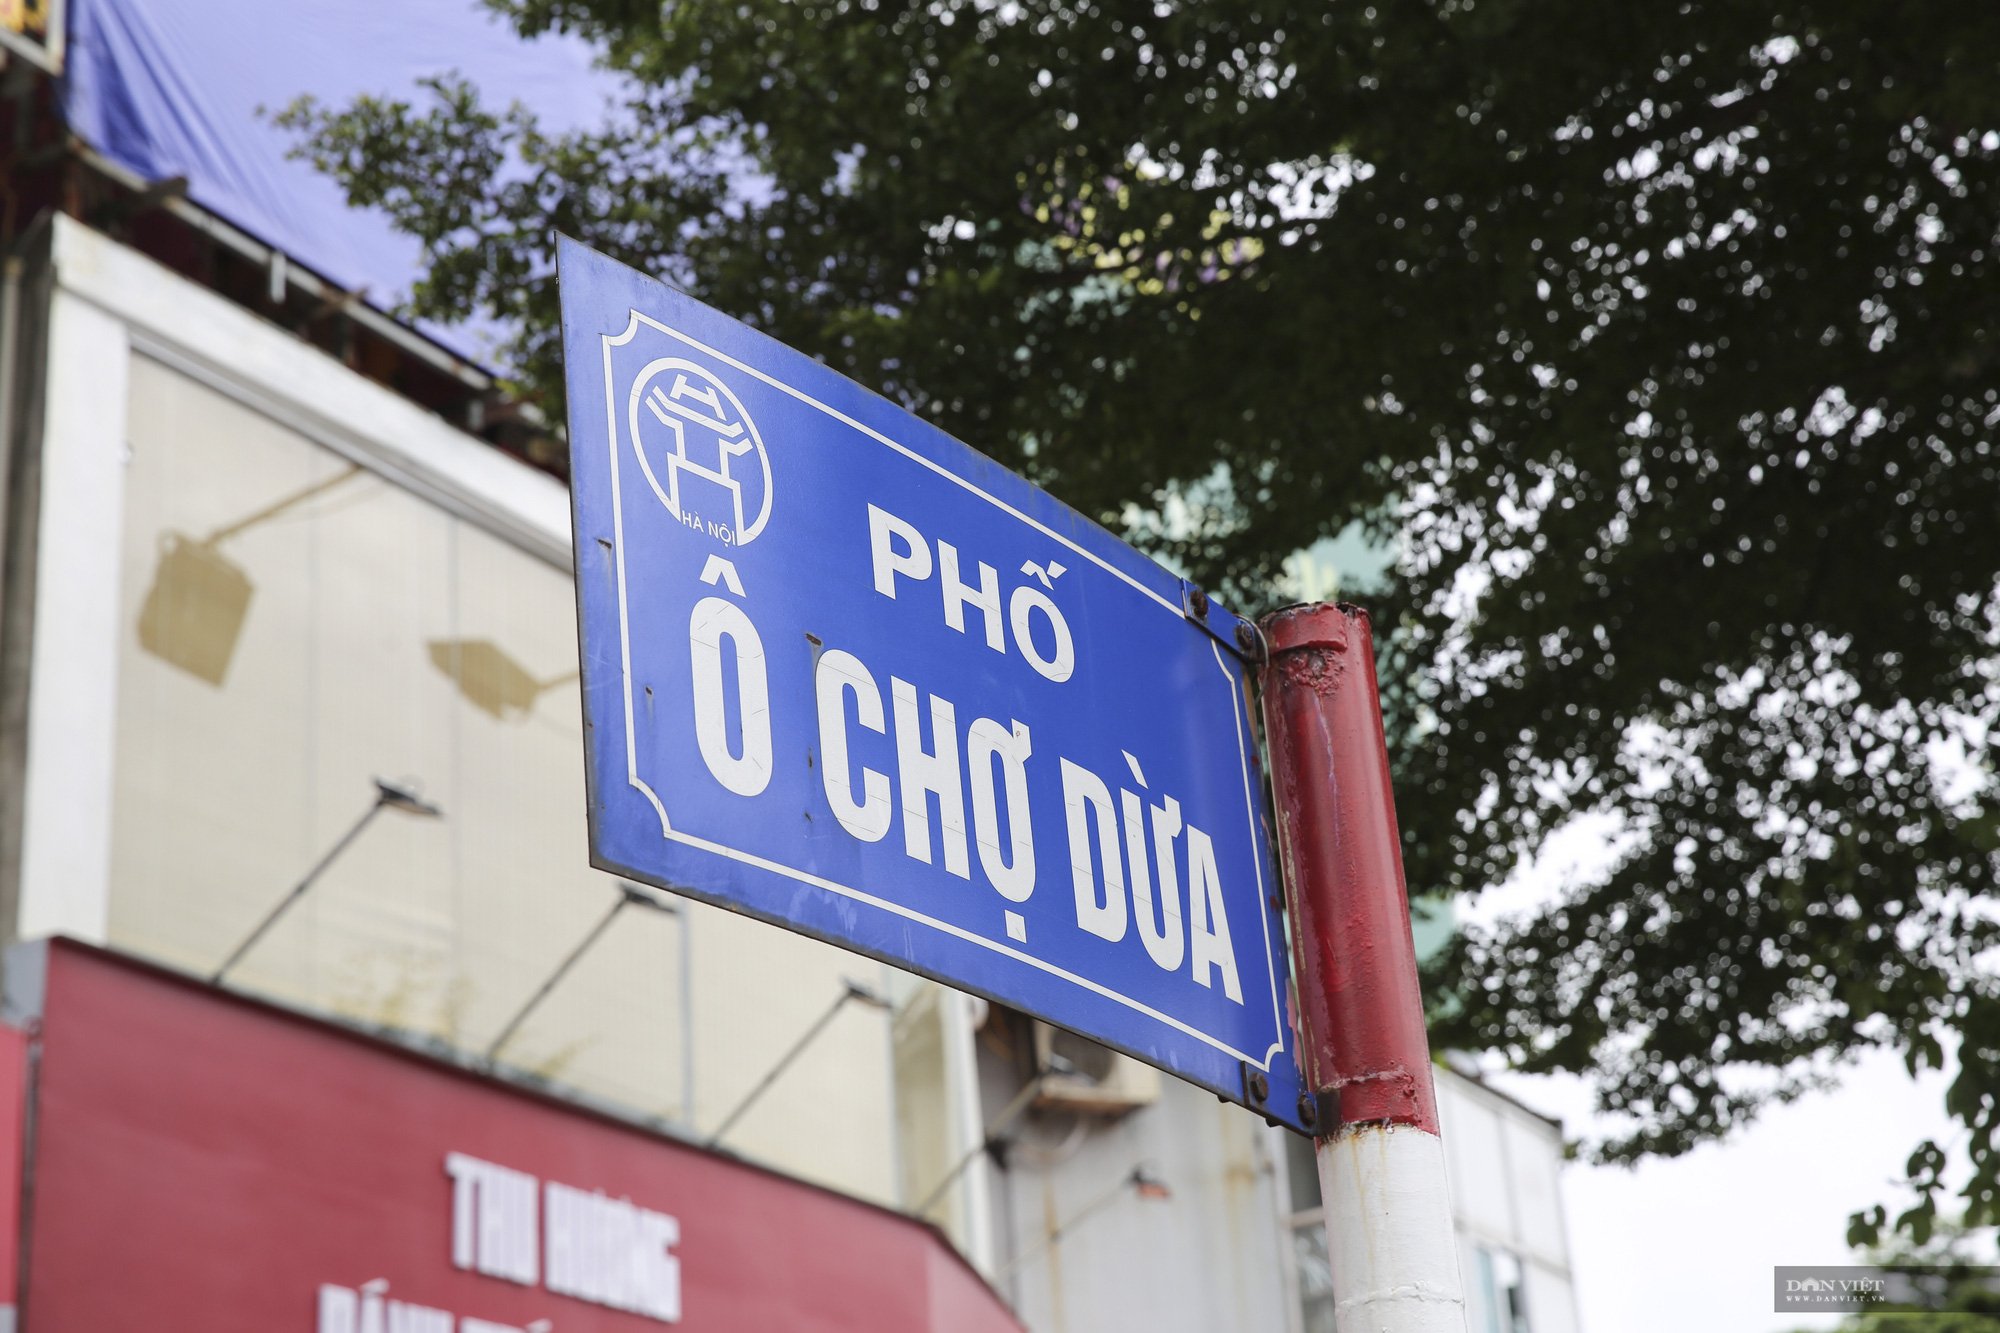 HÀ NỘI
PHỐ
Ô CHỢ DỪA
THU HƯƠNG
DÂN VIỆT
WWW.DANVIET.VN